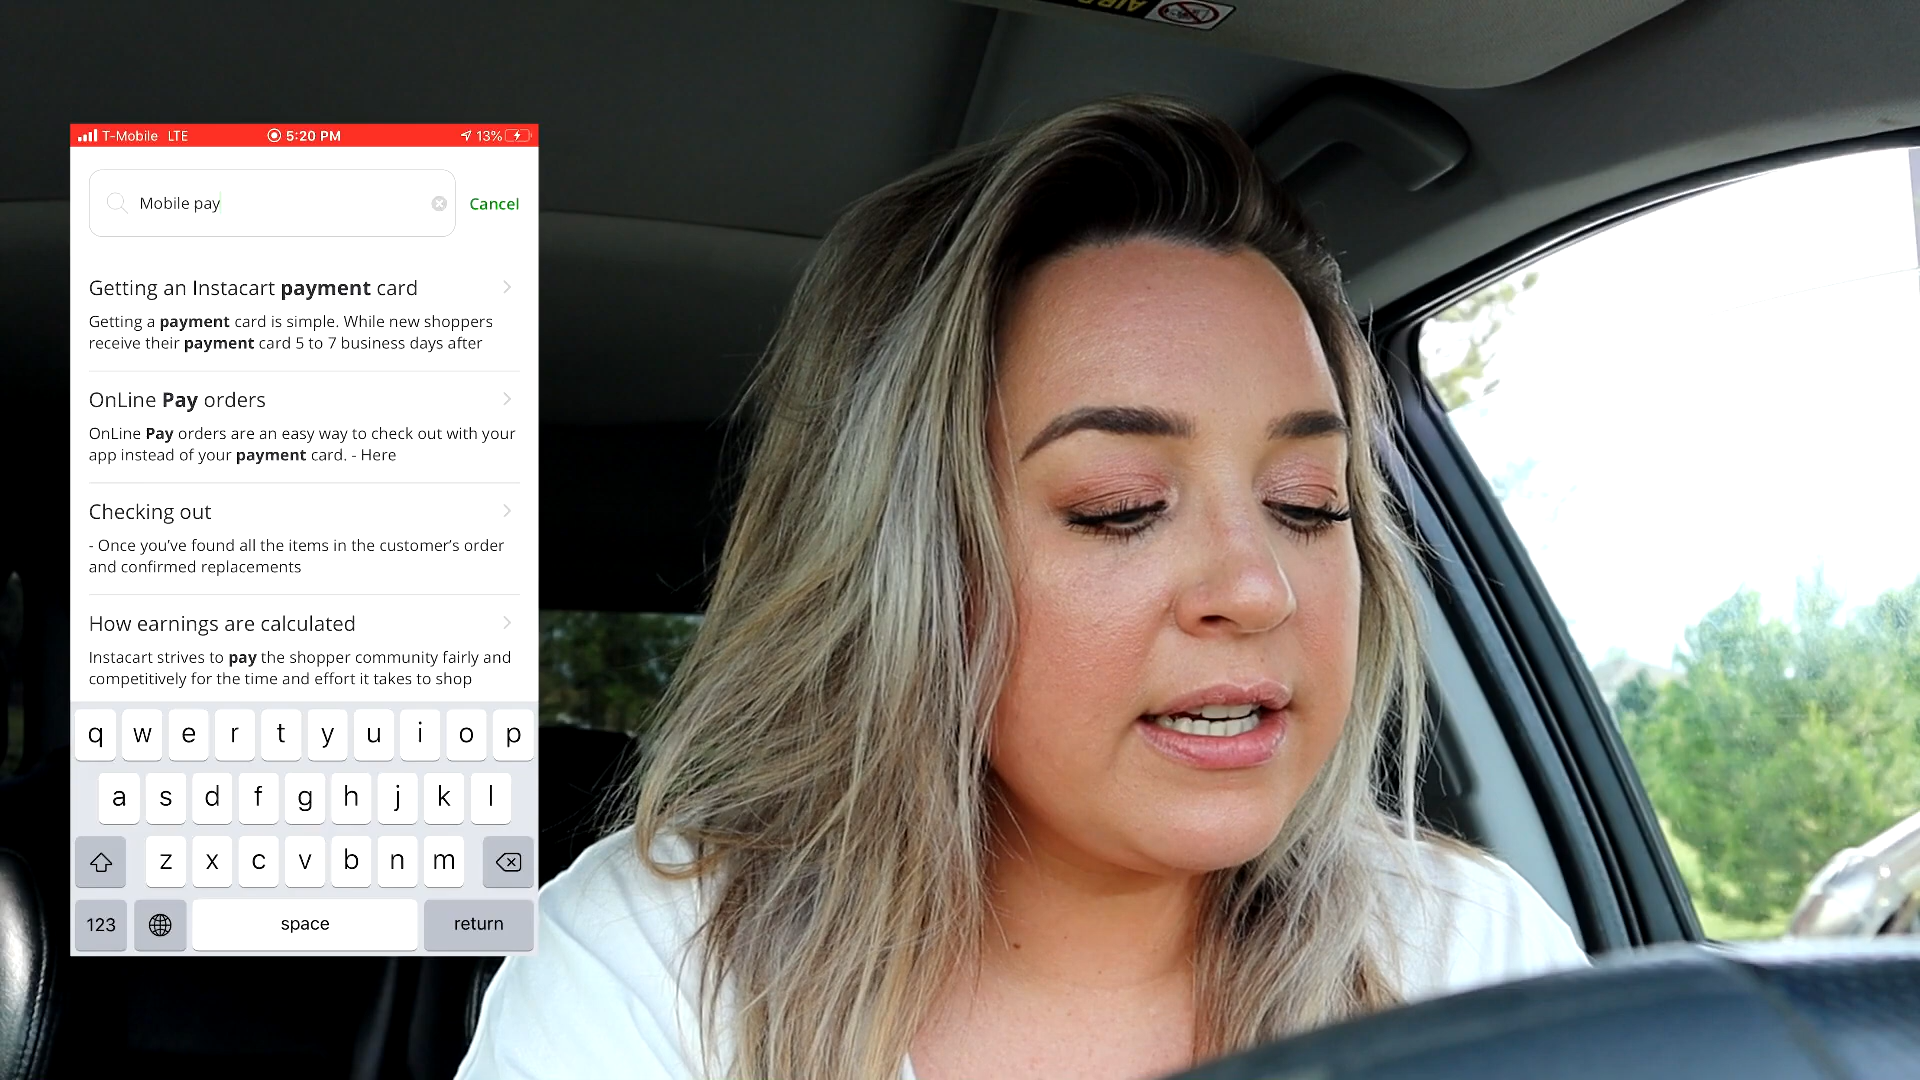 T-Mobile LTE 5:20 PM 13%
Mobile pay
Cancel
Getting an Instacart payment card
Getting a payment card is simple. While new shoppers
receive their payment card 5 to 7 business days after
OnLine Pay orders
OnLine Pay orders are an easy way to check out with your
app instead of your payment card. - Here
Checking out
- Once you’ve found all the items in the customer’s order
and confirmed replacements
How earnings are calculated
Instacart strives to pay the shopper community fairly and
competitively for the time and effort it takes to shop
q w e r t y u i o p
a s d f g h j k l
z x c v b n m
123 space return